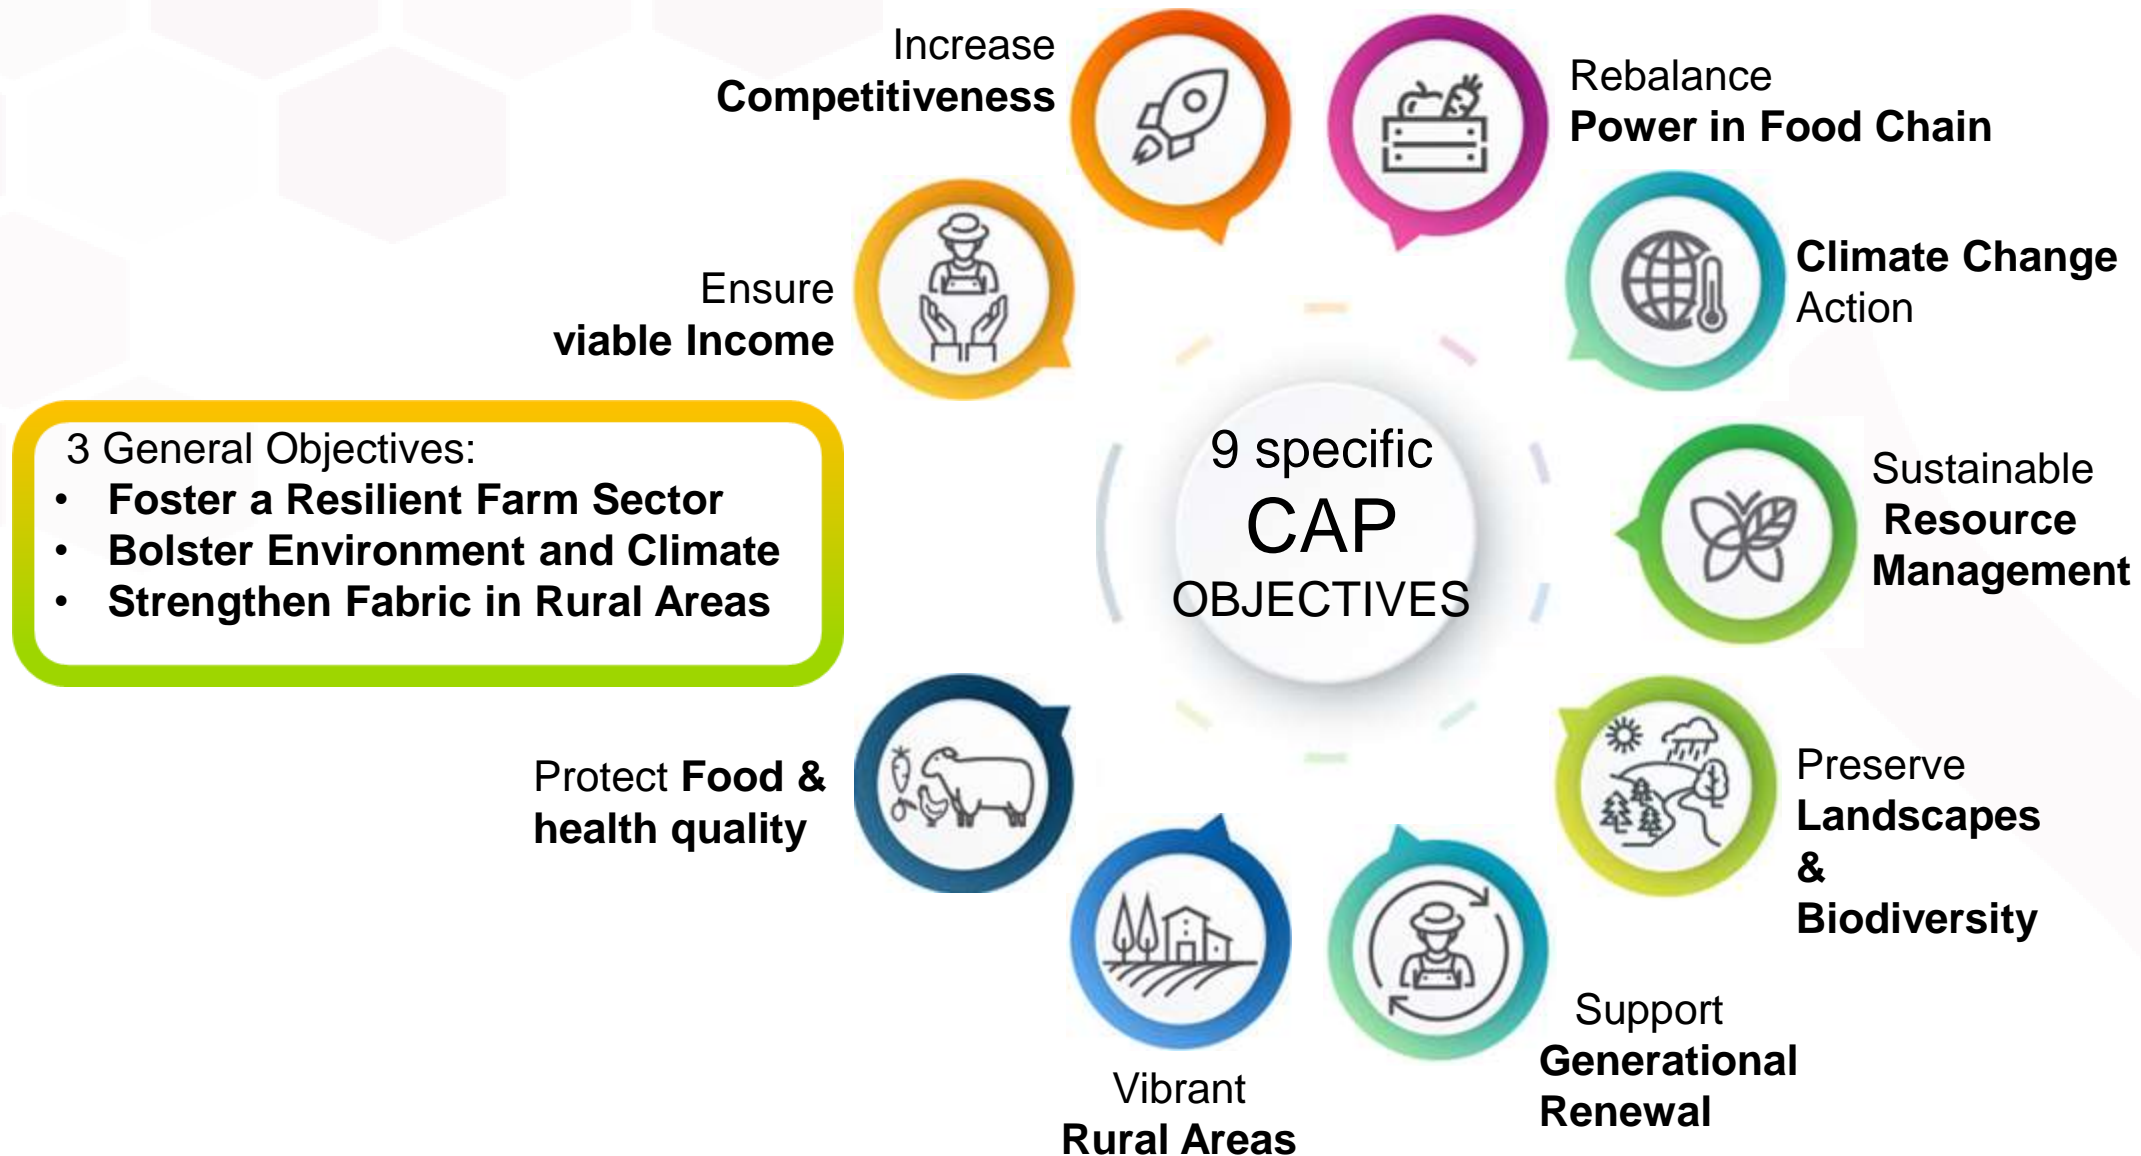 Increase
Competitiveness
Rebalance
Power in Food Chain
Ensure
viable Income
Climate Change
Action
3 General Objectives:
• Foster a Resilient Farm Sector
• Bolster Environment and Climate
• Strengthen Fabric in Rural Areas
9 specific
CAP
OBJECTIVES
Sustainable
Resource
Management
Protect Food &
health quality
Preserve
Landscapes
&
Biodiversity
Vibrant
Rural Areas
Support
Generational
Renewal